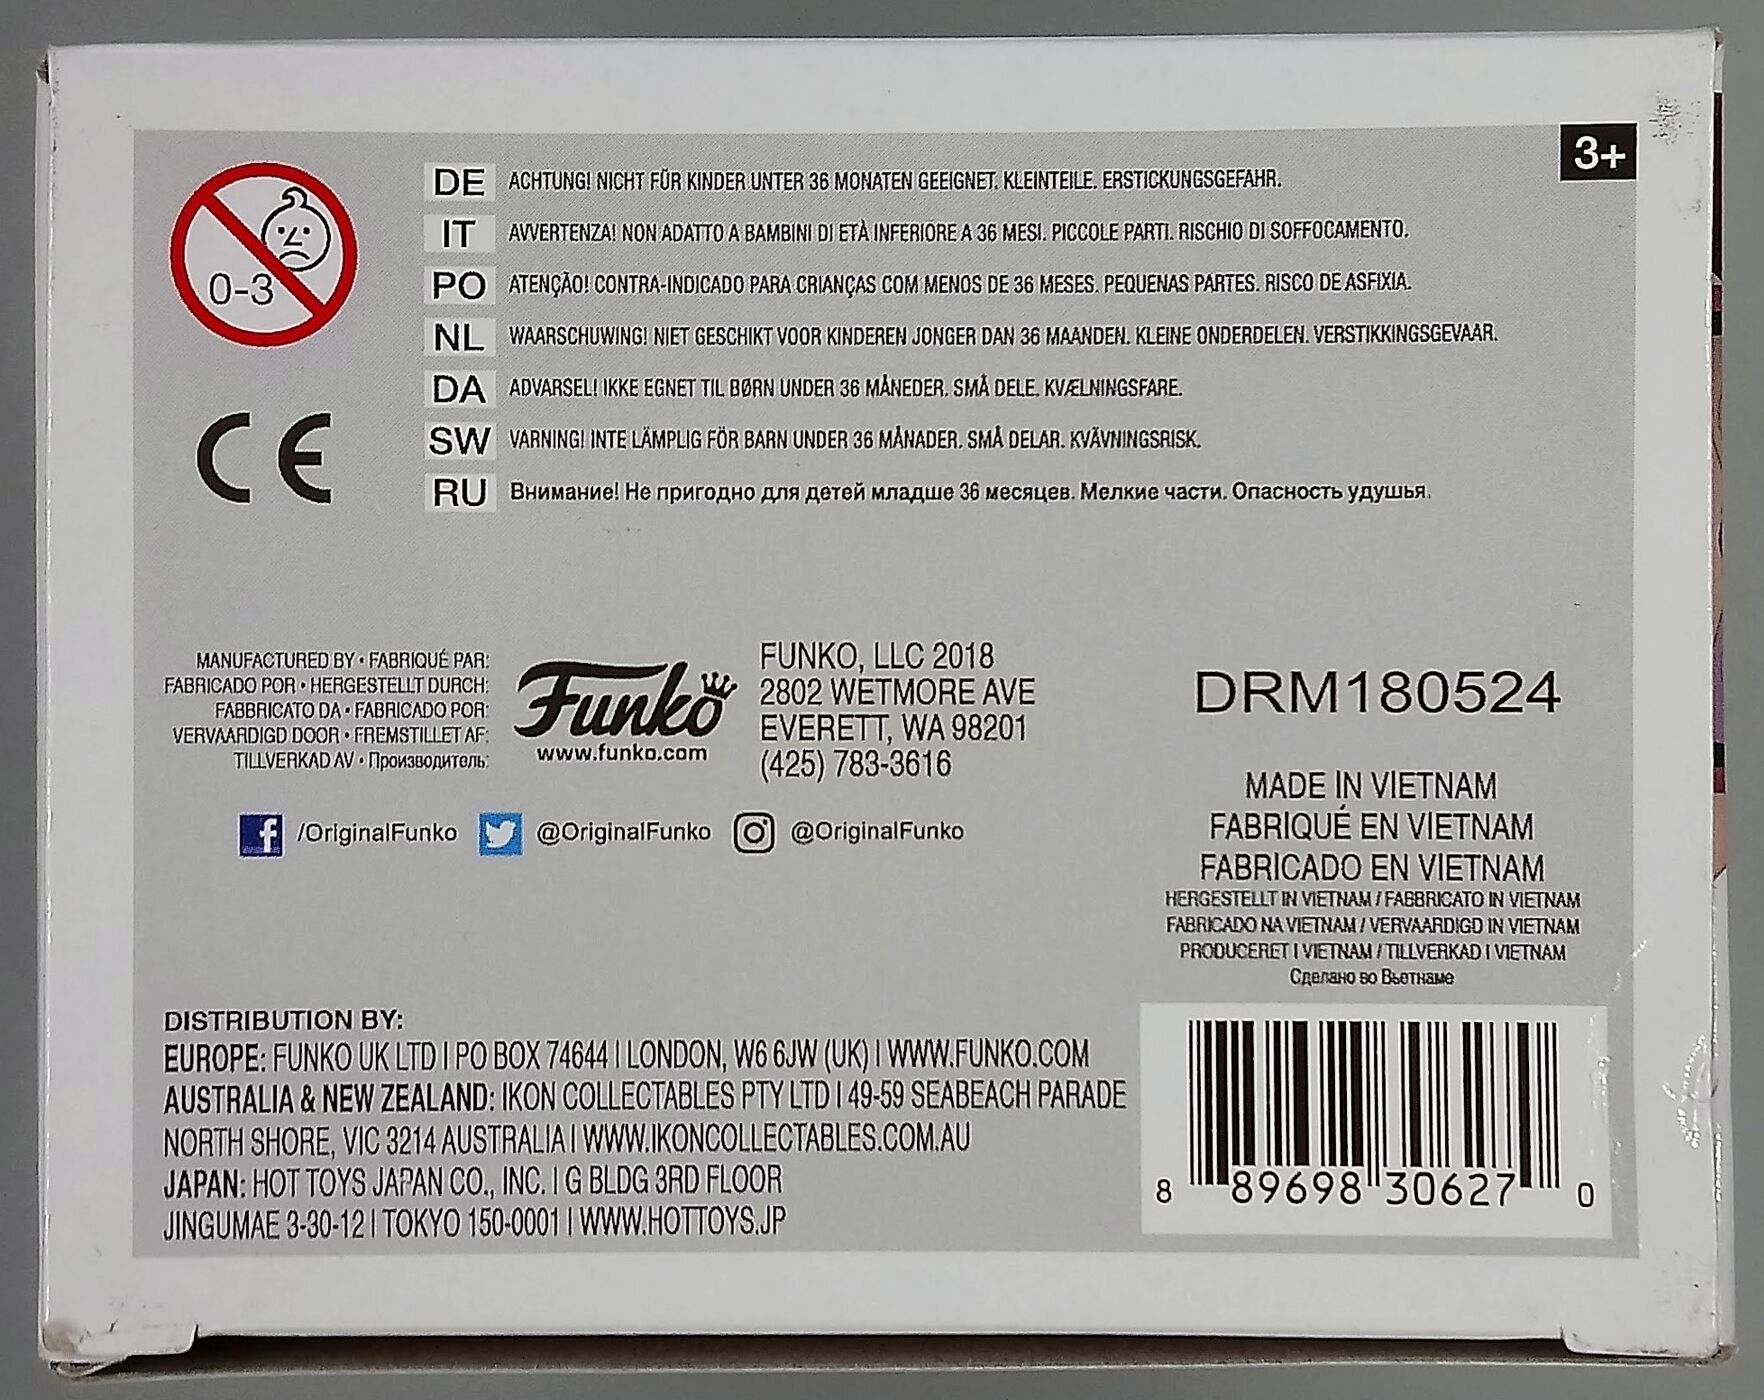 3+
0-3
DE ACHTUNG! NICHT FÜR KINDER UNTER 36 MONATEN GEEIGNET. KLEINTEILE. ERSTICKUNGSGEFAHR.
IT AVVERTENZA! NON ADATTO A BAMBINI DI ETÀ INFERIORE A 36 MESI. PICCOLE PARTI. RISCHIO DI SOFFOCAMENTO.
PO ATENÇÃO! CONTRA-INDICADO PARA CRIANÇAS COM MENOS DE 36 MESES. PEQUENAS PARTES. RISCO DE ASFIXIA.
NL WAARSCHUWING! NIET GESCHIKT VOOR KINDEREN JONGER DAN 36 MAANDEN. KLEINE ONDERDELEN. VERSTIKKINGSGEVAAR.
DA ADVARSEL! IKKE EGNET TIL BØRN UNDER 36 MÅNEDER. SMÅ DELE. KVÆLNINGSFARE.
SW VARNING! INTE LÄMPLIG FÖR BARN UNDER 36 MÅNADER. SMÅ DELAR. KVÄVNINGSRISK.
RU Внимание! Не пригодно для детей младше 36 месяцев. Мелкие части. Опасность удушья.
CE
MANUFACTURED BY • FABRIQUÉ PAR:
FABRICADO POR • HERGESTELLT DURCH:
FABBRICATO DA • FABRICADO POR:
VERVAARDIGD DOOR • FREMSTILLET AF:
TILLVERKAD AV • Производитель:
Funko
www.funko.com
FUNKO, LLC 2018
2802 WETMORE AVE
EVERETT, WA 98201
(425) 783-3616
/OriginalFunko @OriginalFunko @OriginalFunko
DRM180524
MADE IN VIETNAM
FABRIQUÉ EN VIETNAM
FABRICADO EN VIETNAM
HERGESTELLT IN VIETNAM / FABBRICATO IN VIETNAM
FABRICADO NA VIETNAM / VERVAARDIGD IN VIETNAM
PRODUCERET I VIETNAM / TILLVERKAD I VIETNAM
Сделано во Вьетнаме
DISTRIBUTION BY:
EUROPE: FUNKO UK LTD | PO BOX 74644 | LONDON, W6 6JW (UK) | WWW.FUNKO.COM
AUSTRALIA & NEW ZEALAND: IKON COLLECTABLES PTY LTD | 49-59 SEABEACH PARADE
NORTH SHORE, VIC 3214 AUSTRALIA | WWW.IKONCOLLECTABLES.COM.AU
JAPAN: HOT TOYS JAPAN CO., INC. | G BLDG 3RD FLOOR
JINGUMAE 3-30-12 | TOKYO 150-0001 | WWW.HOTTOYS.JP
8 89698 30627 0